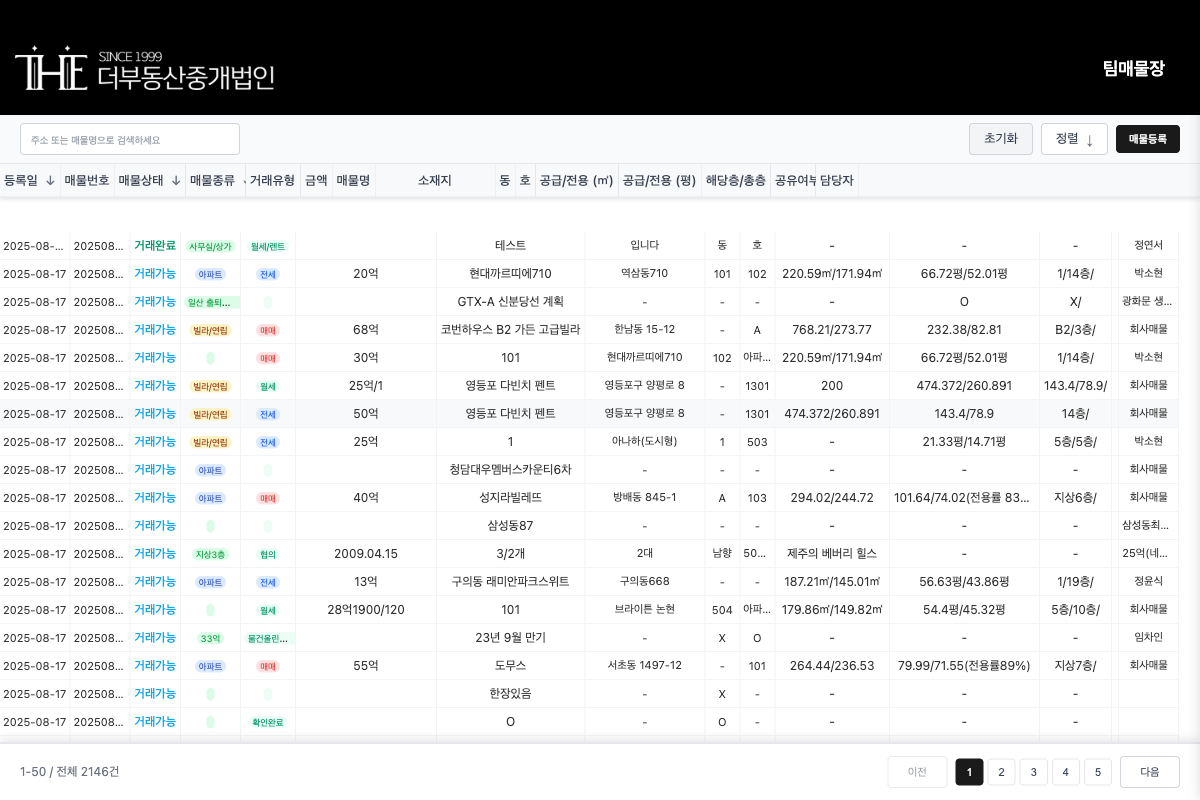 THE SINCE 1999 더부동산중개법인
팀매물장
주소 또는 매물명으로 검색하세요 초기화 정렬 ↓ 매물등록
등록일 ↓ 매물번호 매물상태 ↓ 매물종류 거래유형 금액 매물명 소재지 동 호 공급/전용 (㎡) 공급/전용 (평) 해당층/총층 공유여부 담당자
2025-08-... 202508... 거래완료 사무실/상가 월세/렌트 테스트 입니다 동 호 - - - 정연서
2025-08-17 202508... 거래가능 아파트 전세 20억 현대까르띠에710 역삼동710 101 102 220.59㎡/171.94㎡ 66.72평/52.01평 1/14층/ 박소현
2025-08-17 202508... 거래가능 일산 출퇴... GTX-A 신분당선 계획 - - - - O X/ 광화문 생...
2025-08-17 202508... 거래가능 빌라/연립 매매 68억 코번하우스 B2 가든 고급빌라 한남동 15-12 - A 768.21/273.77 232.38/82.81 B2/3층/ 회사매물
2025-08-17 202508... 거래가능 매매 30억 101 현대까르띠에710 102 아파... 220.59㎡/171.94㎡ 66.72평/52.01평 1/14층/ 박소현
2025-08-17 202508... 거래가능 빌라/연립 월세 25억/1 영등포 다빈치 펜트 영등포구 양평로 8 - 1301 200 474.372/260.891 143.4/78.9/ 회사매물
2025-08-17 202508... 거래가능 빌라/연립 전세 50억 영등포 다빈치 펜트 영등포구 양평로 8 - 1301 474.372/260.891 143.4/78.9 14층/ 회사매물
2025-08-17 202508... 거래가능 빌라/연립 전세 25억 1 아나하(도시형) 1 503 - 21.33평/14.71평 5층/5층/ 박소현
2025-08-17 202508... 거래가능 아파트 청담대우멤버스카운티6차 - - - - - - 회사매물
2025-08-17 202508... 거래가능 아파트 매매 40억 성지라빌레뜨 방배동 845-1 A 103 294.02/244.72 101.64/74.02(전용률 83... 지상6층/ 회사매물
2025-08-17 202508... 거래가능 삼성동87 - - - - - - 삼성동최...
2025-08-17 202508... 거래가능 지상3층 협의 2009.04.15 3/2개 2대 남향 50... 제주의 베버리 힐스 - - 25억(네...
2025-08-17 202508... 거래가능 아파트 전세 13억 구의동 래미안파크스위트 구의동668 - - 187.21㎡/145.01㎡ 56.63평/43.86평 1/19층/ 정윤식
2025-08-17 202508... 거래가능 월세 28억1900/120 101 브라이튼 논현 504 아파... 179.86㎡/149.82㎡ 54.4평/45.32평 5층/10층/ 회사매물
2025-08-17 202508... 거래가능 33억 물건올린... 23년 9월 만기 - X O - - - 임차인
2025-08-17 202508... 거래가능 아파트 매매 55억 도무스 서초동 1497-12 - 101 264.44/236.53 79.99/71.55(전용률89%) 지상7층/ 회사매물
2025-08-17 202508... 거래가능 한장있음 - X - - - -
2025-08-17 202508... 거래가능 확인완료 O - O - - - -
1-50 / 전체 2146건 이전 1 2 3 4 5 다음